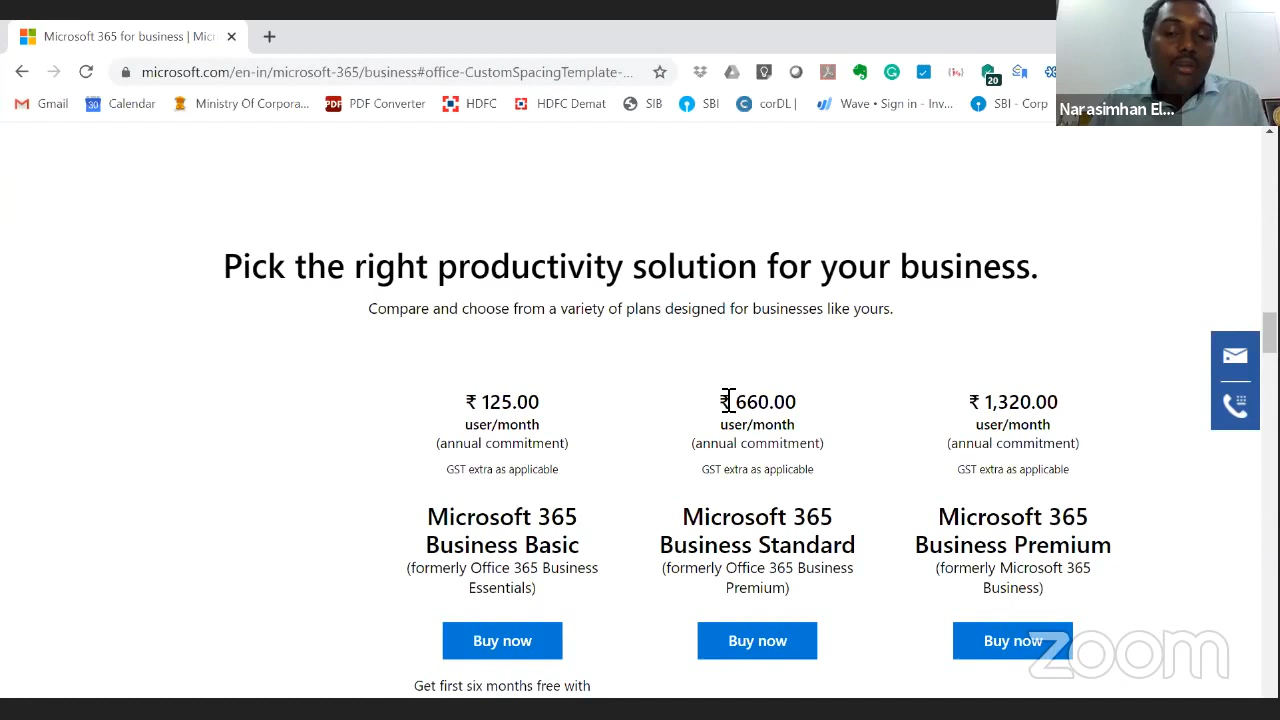 Microsoft 365 for business | Micr
microsoft.com/en-in/microsoft-365/business#office-CustomSpacingTemplate-...
20
Gmail
30
Calendar
Ministry Of Corpora...
PDF
PDF Converter
HDFC
HDFC Demat
SIB
SBI
C
corDL |
Wave • Sign in - Inv...
SBI - Corp
Narasimhan El...
Pick the right productivity solution for your business.
Compare and choose from a variety of plans designed for businesses like yours.
₹ 125.00
user/month
(annual commitment)
GST extra as applicable
Microsoft 365
Business Basic
(formerly Office 365 Business
Essentials)
Buy now
Get first six months free with
₹ 660.00
user/month
(annual commitment)
GST extra as applicable
Microsoft 365
Business Standard
(formerly Office 365 Business
Premium)
Buy now
₹ 1,320.00
user/month
(annual commitment)
GST extra as applicable
Microsoft 365
Business Premium
(formerly Microsoft 365
Business)
Buy now
zoom